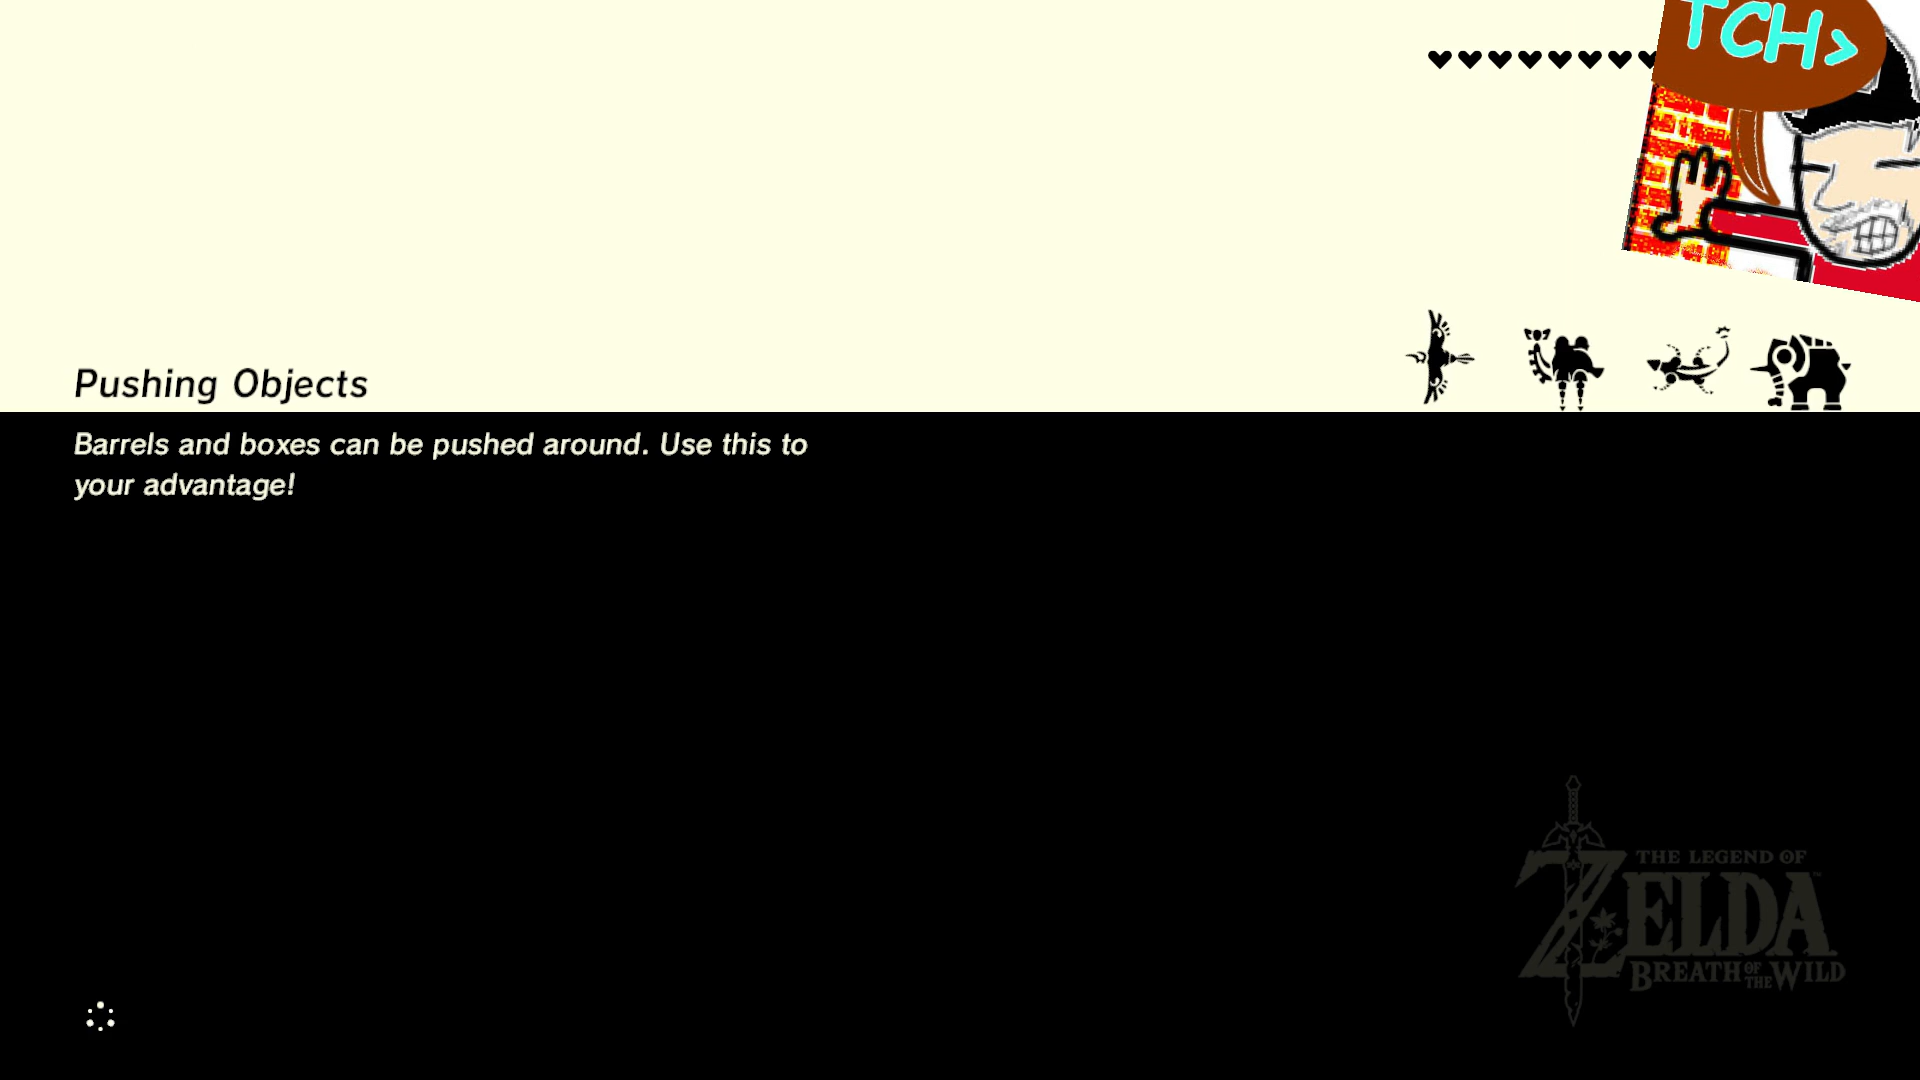 TCH>
Pushing Objects
Barrels and boxes can be pushed around. Use this to
your advantage!
THE LEGEND OF
ZELDA
BREATH OF THE WILD